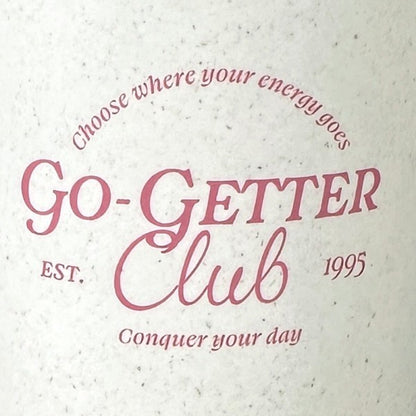 Choose where your energy goes
GO-GETTER
EST. Club 1995
Conquer your day